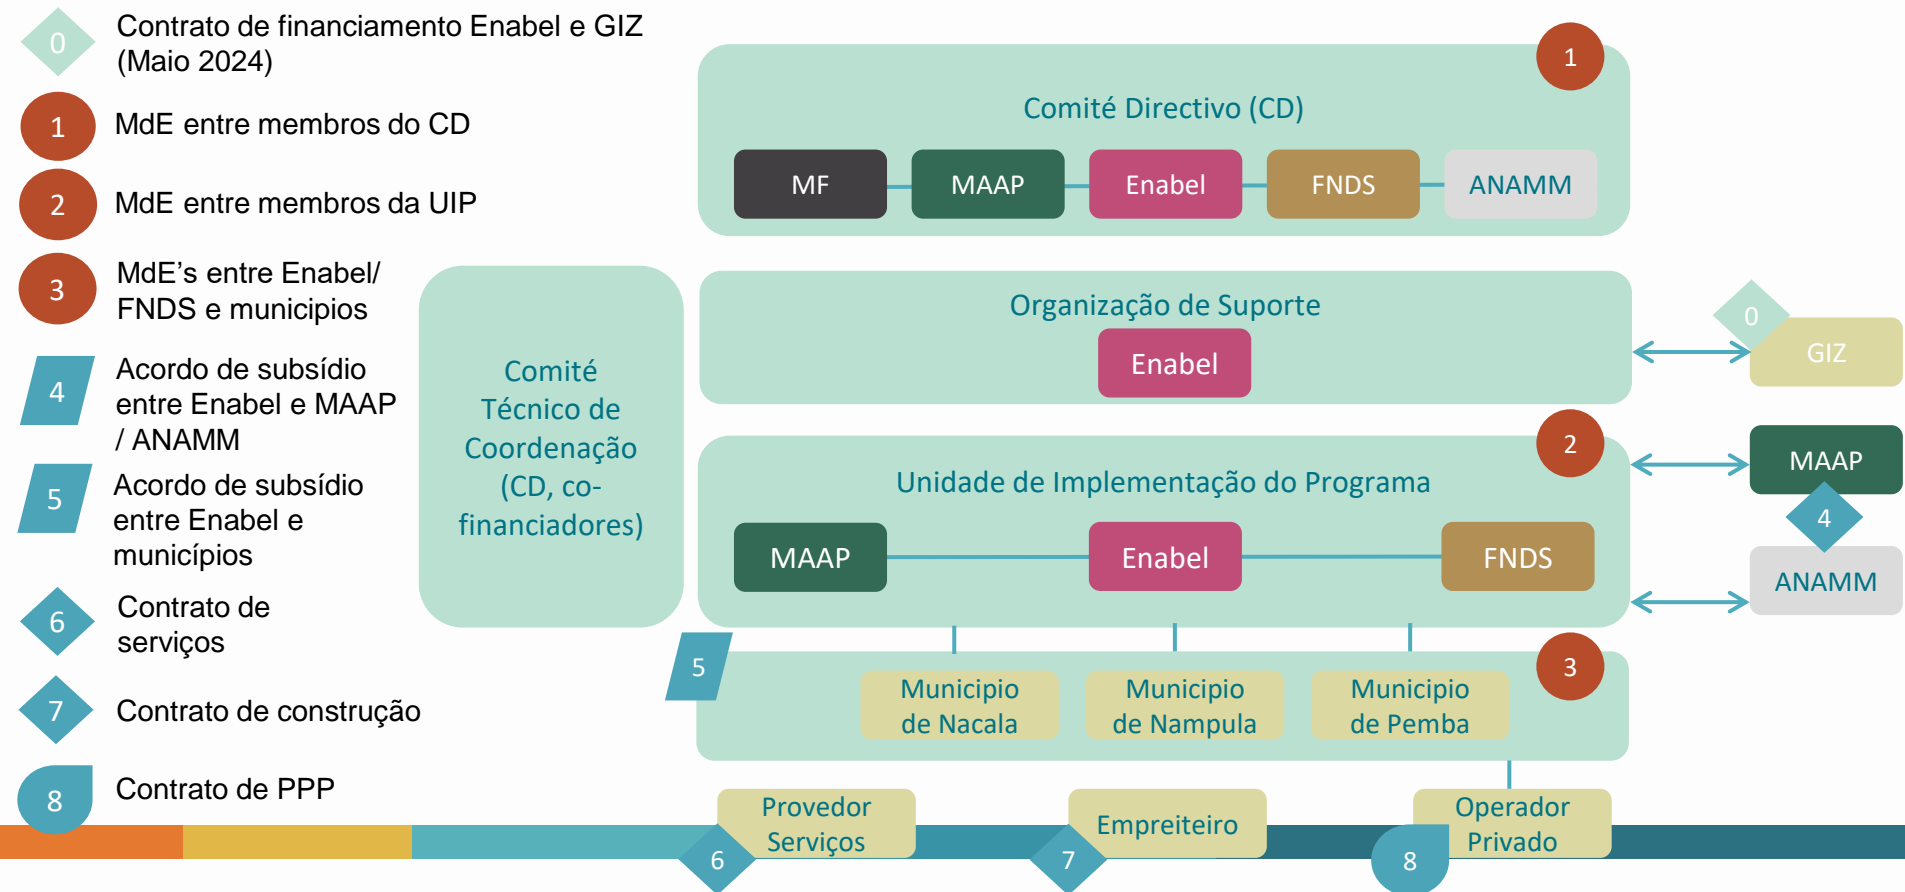 0
Contrato de financiamento Enabel e GIZ
(Maio 2024)
1
MdE entre membros do CD
2
MdE entre membros da UIP
3
MdE's entre Enabel/
FNDS e municipios
4
Acordo de subsídio
entre Enabel e MAAP
/ ANAMM
5
Acordo de subsídio
entre Enabel e
municípios
6
Contrato de
serviços
7
Contrato de construção
8
Contrato de PPP
Comité
Técnico de
Coordenação
(CD, co-
financiadores)
1
Comité Directivo (CD)
MF
MAAP
Enabel
FNDS
ANAMM
Organização de Suporte
Enabel
0
GIZ
2
Unidade de Implementação do Programa
MAAP
Enabel
FNDS
MAAP
4
ANAMM
5
3
Municipio
de Nacala
Municipio
de Nampula
Municipio
de Pemba
Provedor
Serviços
6
Empreiteiro
7
Operador
Privado
8